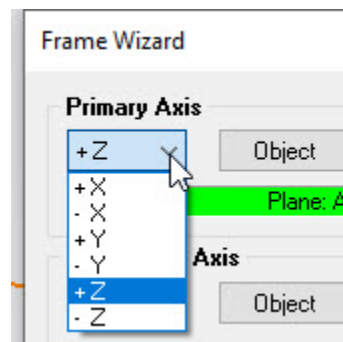 Frame Wizard
Primary Axis
+Z
Object
+X
- X
Plane: A
+Y
- Y
Axis
+Z
Object
- Z